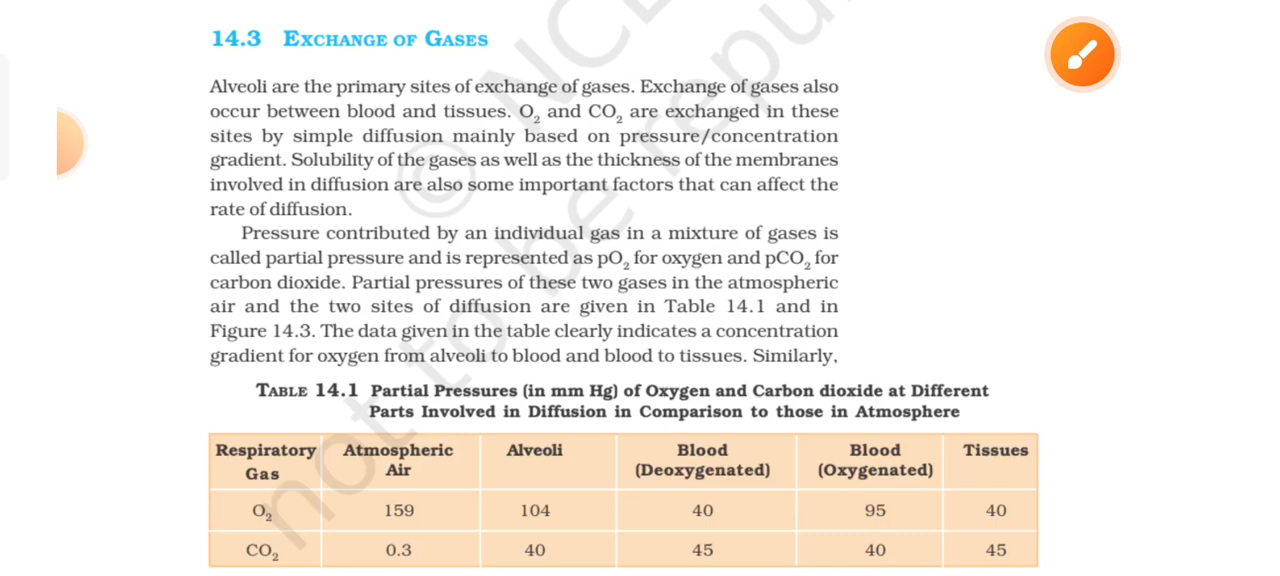 14.3 EXCHANGE OF GASES
Alveoli are the primary sites of exchange of gases. Exchange of gases also
occur between blood and tissues. O₂ and CO₂ are exchanged in these
sites by simple diffusion mainly based on pressure/concentration
gradient. Solubility of the gases as well as the thickness of the membranes
involved in diffusion are also some important factors that can affect the
rate of diffusion.
Pressure contributed by an individual gas in a mixture of gases is
called partial pressure and is represented as pO₂ for oxygen and pCO₂ for
carbon dioxide. Partial pressures of these two gases in the atmospheric
air and the two sites of diffusion are given in Table 14.1 and in
Figure 14.3. The data given in the table clearly indicates a concentration
gradient for oxygen from alveoli to blood and blood to tissues. Similarly,
TABLE 14.1 Partial Pressures (in mm Hg) of Oxygen and Carbon dioxide at Different
Parts Involved in Diffusion in Comparison to those in Atmosphere
Respiratory Atmospheric Alveoli Blood Blood Tissues
Gas Air (Deoxygenated) (Oxygenated)
O₂ 159 104 40 95 40
CO₂ 0.3 40 45 40 45
not to be